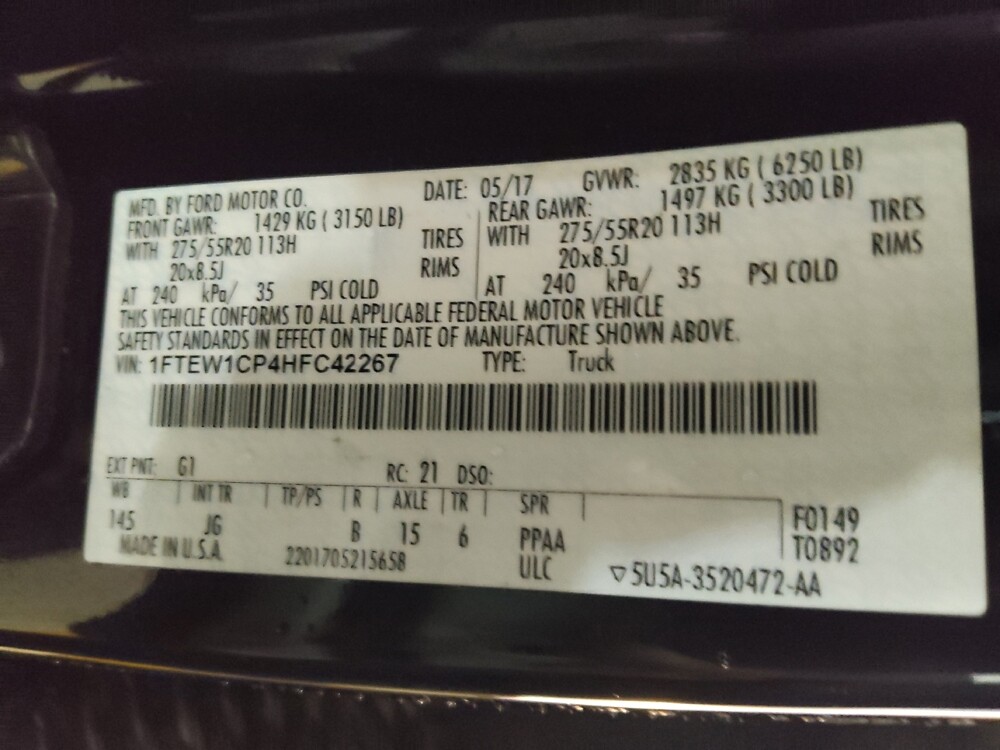 MFD. BY FORD MOTOR CO. DATE: 05/17 GVWR: 2835 KG ( 6250 LB)
FRONT GAWR: 1429 KG ( 3150 LB) REAR GAWR: 1497 KG ( 3300 LB)
WITH 275/55R20 113H TIRES WITH 275/55R20 113H TIRES
20x8.5J RIMS 20x8.5J RIMS
AT 240 kPa/ 35 PSI COLD AT 240 kPa/ 35 PSI COLD
THIS VEHICLE CONFORMS TO ALL APPLICABLE FEDERAL MOTOR VEHICLE
SAFETY STANDARDS IN EFFECT ON THE DATE OF MANUFACTURE SHOWN ABOVE.
VIN: 1FTEW1CP4HFC42267 TYPE: Truck
EXT PNT: G1 RC: 21 DSO:
WB INT TR TP/PS R AXLE TR SPR
145 JG B 15 6 PPAA F0149
MADE IN U.S.A. 2201705215658 ULC T0892
▽5U5A-3520472-AA